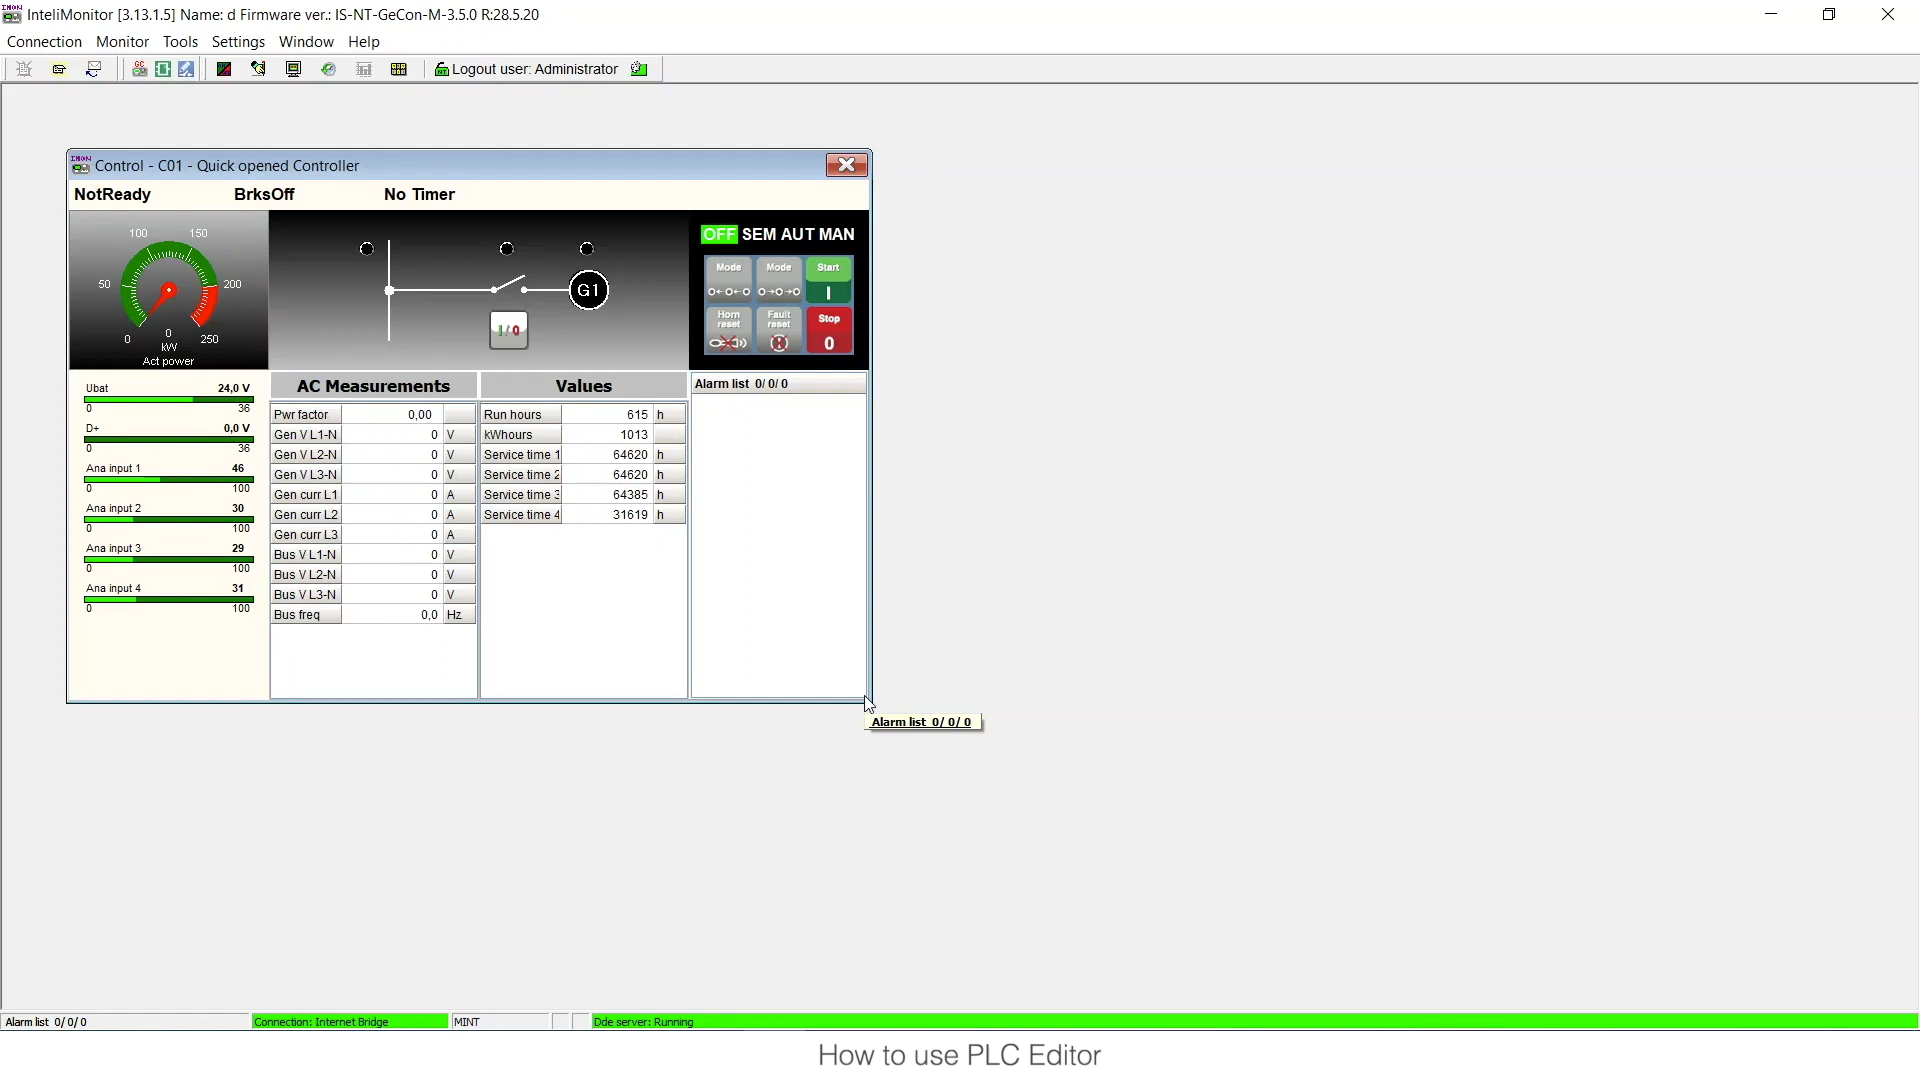 InteliMonitor [3.13.1.5] Name: d Firmware ver.: IS-NT-GeCon-M-3.5.0 R:28.5.20
Connection Monitor Tools Settings Window Help
Logout user: Administrator
Control - C01 - Quick opened Controller
NotReady BrksOff No Timer
100 150
50 200
0 250
0
kW
Act power
G1
I/0
OFF SEM AUT MAN
Mode Mode Start
I
Horn reset Fault reset Stop
0
Ubat 24,0 V
0 36
D+ 0,0 V
0 36
Ana input 1 46
0 100
Ana input 2 30
0 100
Ana input 3 29
0 100
Ana input 4 31
0 100
AC Measurements
Pwr factor 0,00
Gen V L1-N 0 V
Gen V L2-N 0 V
Gen V L3-N 0 V
Gen curr L1 0 A
Gen curr L2 0 A
Gen curr L3 0 A
Bus V L1-N 0 V
Bus V L2-N 0 V
Bus V L3-N 0 V
Bus freq 0,0 Hz
Values
Run hours 615 h
kWhours 1013
Service time 1 64620 h
Service time 2 64620 h
Service time 3 64385 h
Service time 4 31619 h
Alarm list 0/ 0/ 0
Alarm list 0/ 0/ 0
Alarm list 0/ 0/ 0 Connection: Internet Bridge MINT Dde server: Running
How to use PLC Editor